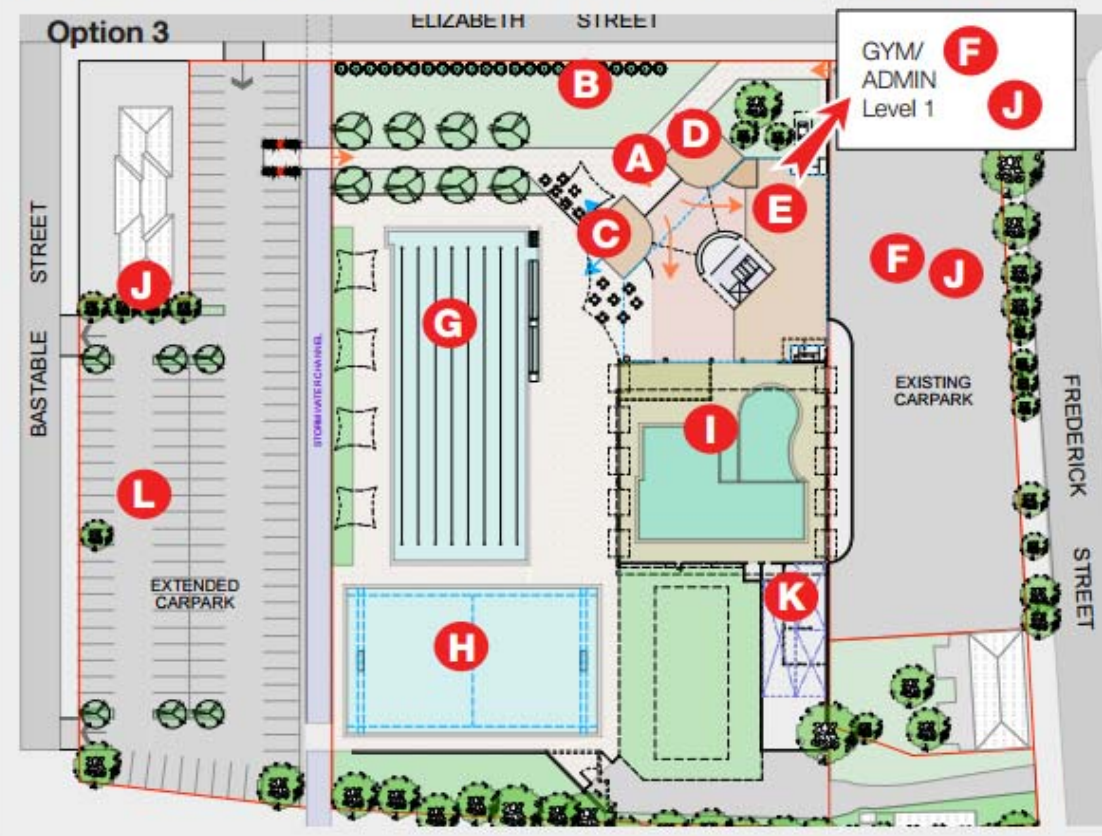 ELIZABETH STREET
Option 3
GYM/
ADMIN
Level 1
F
J
B
D
A
E
C
F
J
J
G
BASTABLE STREET
STORMWATER CHANNEL
EXISTING
CARPARK
FREDERICK STREET
I
L
EXTENDED
CARPARK
K
H